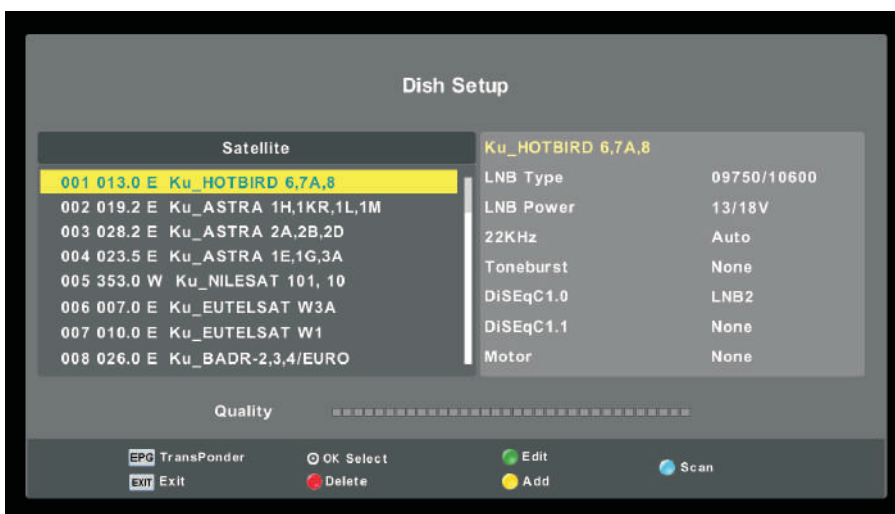 Dish Setup
Satellite
001 013.0 E Ku_HOTBIRD 6,7A,8
002 019.2 E Ku_ASTRA 1H,1KR,1L,1M
003 028.2 E Ku_ASTRA 2A,2B,2D
004 023.5 E Ku_ASTRA 1E,1G,3A
005 353.0 W Ku_NILESAT 101, 10
006 007.0 E Ku_EUTELSAT W3A
007 010.0 E Ku_EUTELSAT W1
008 026.0 E Ku_BADR-2,3,4/EURO
Ku_HOTBIRD 6,7A,8
LNB Type 09750/10600
LNB Power 13/18V
22KHz Auto
Toneburst None
DiSEqC1.0 LNB2
DiSEqC1.1 None
Motor None
Quality
EPG TransPonder OK Select Edit Scan
EXIT Exit Delete Add